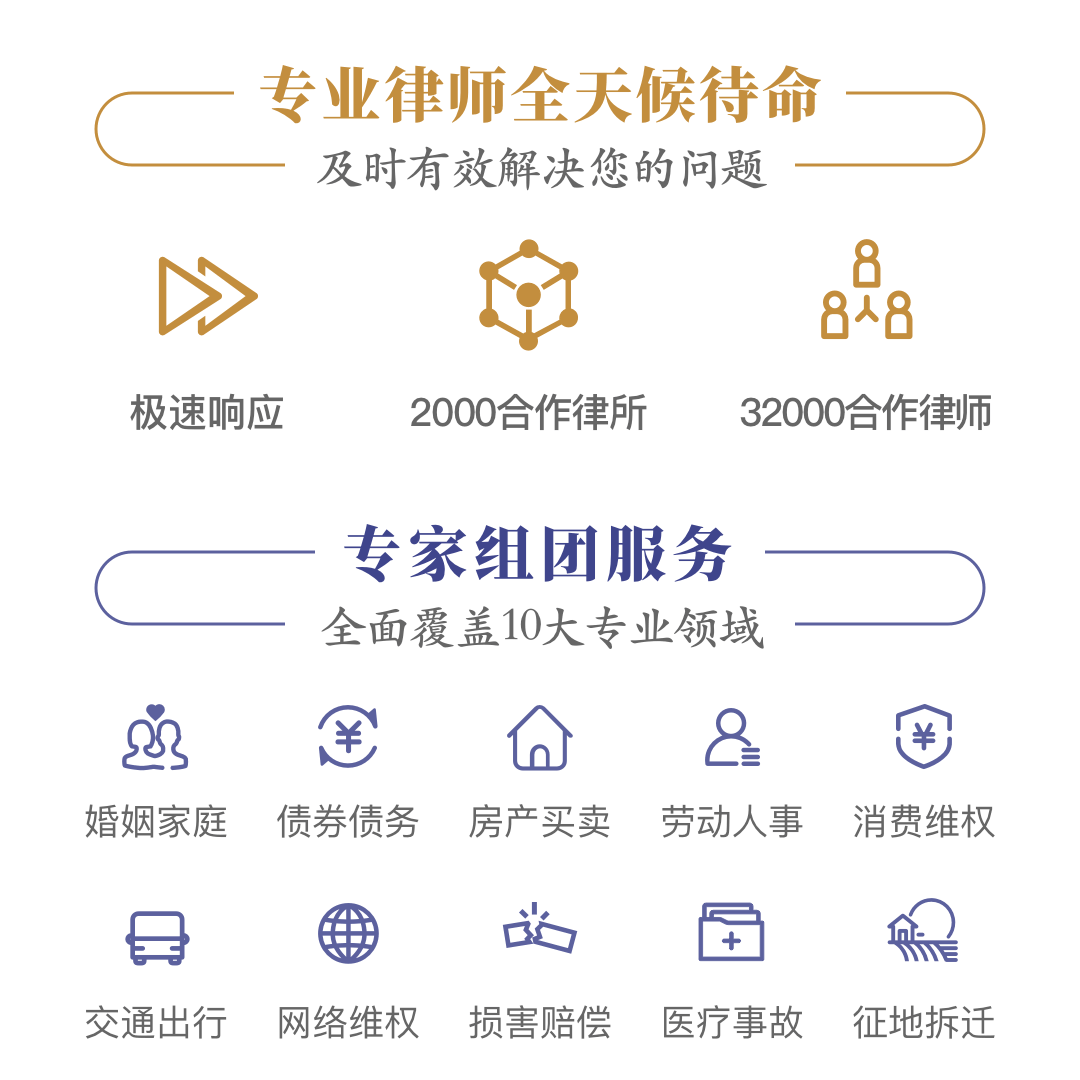 专业律师全天候待命
及时有效解决您的问题
极速响应 2000合作律所 32000合作律师
专家组团服务
全面覆盖10大专业领域
婚姻家庭 债券债务 房产买卖 劳动人事 消费维权
交通出行 网络维权 损害赔偿 医疗事故 征地拆迁